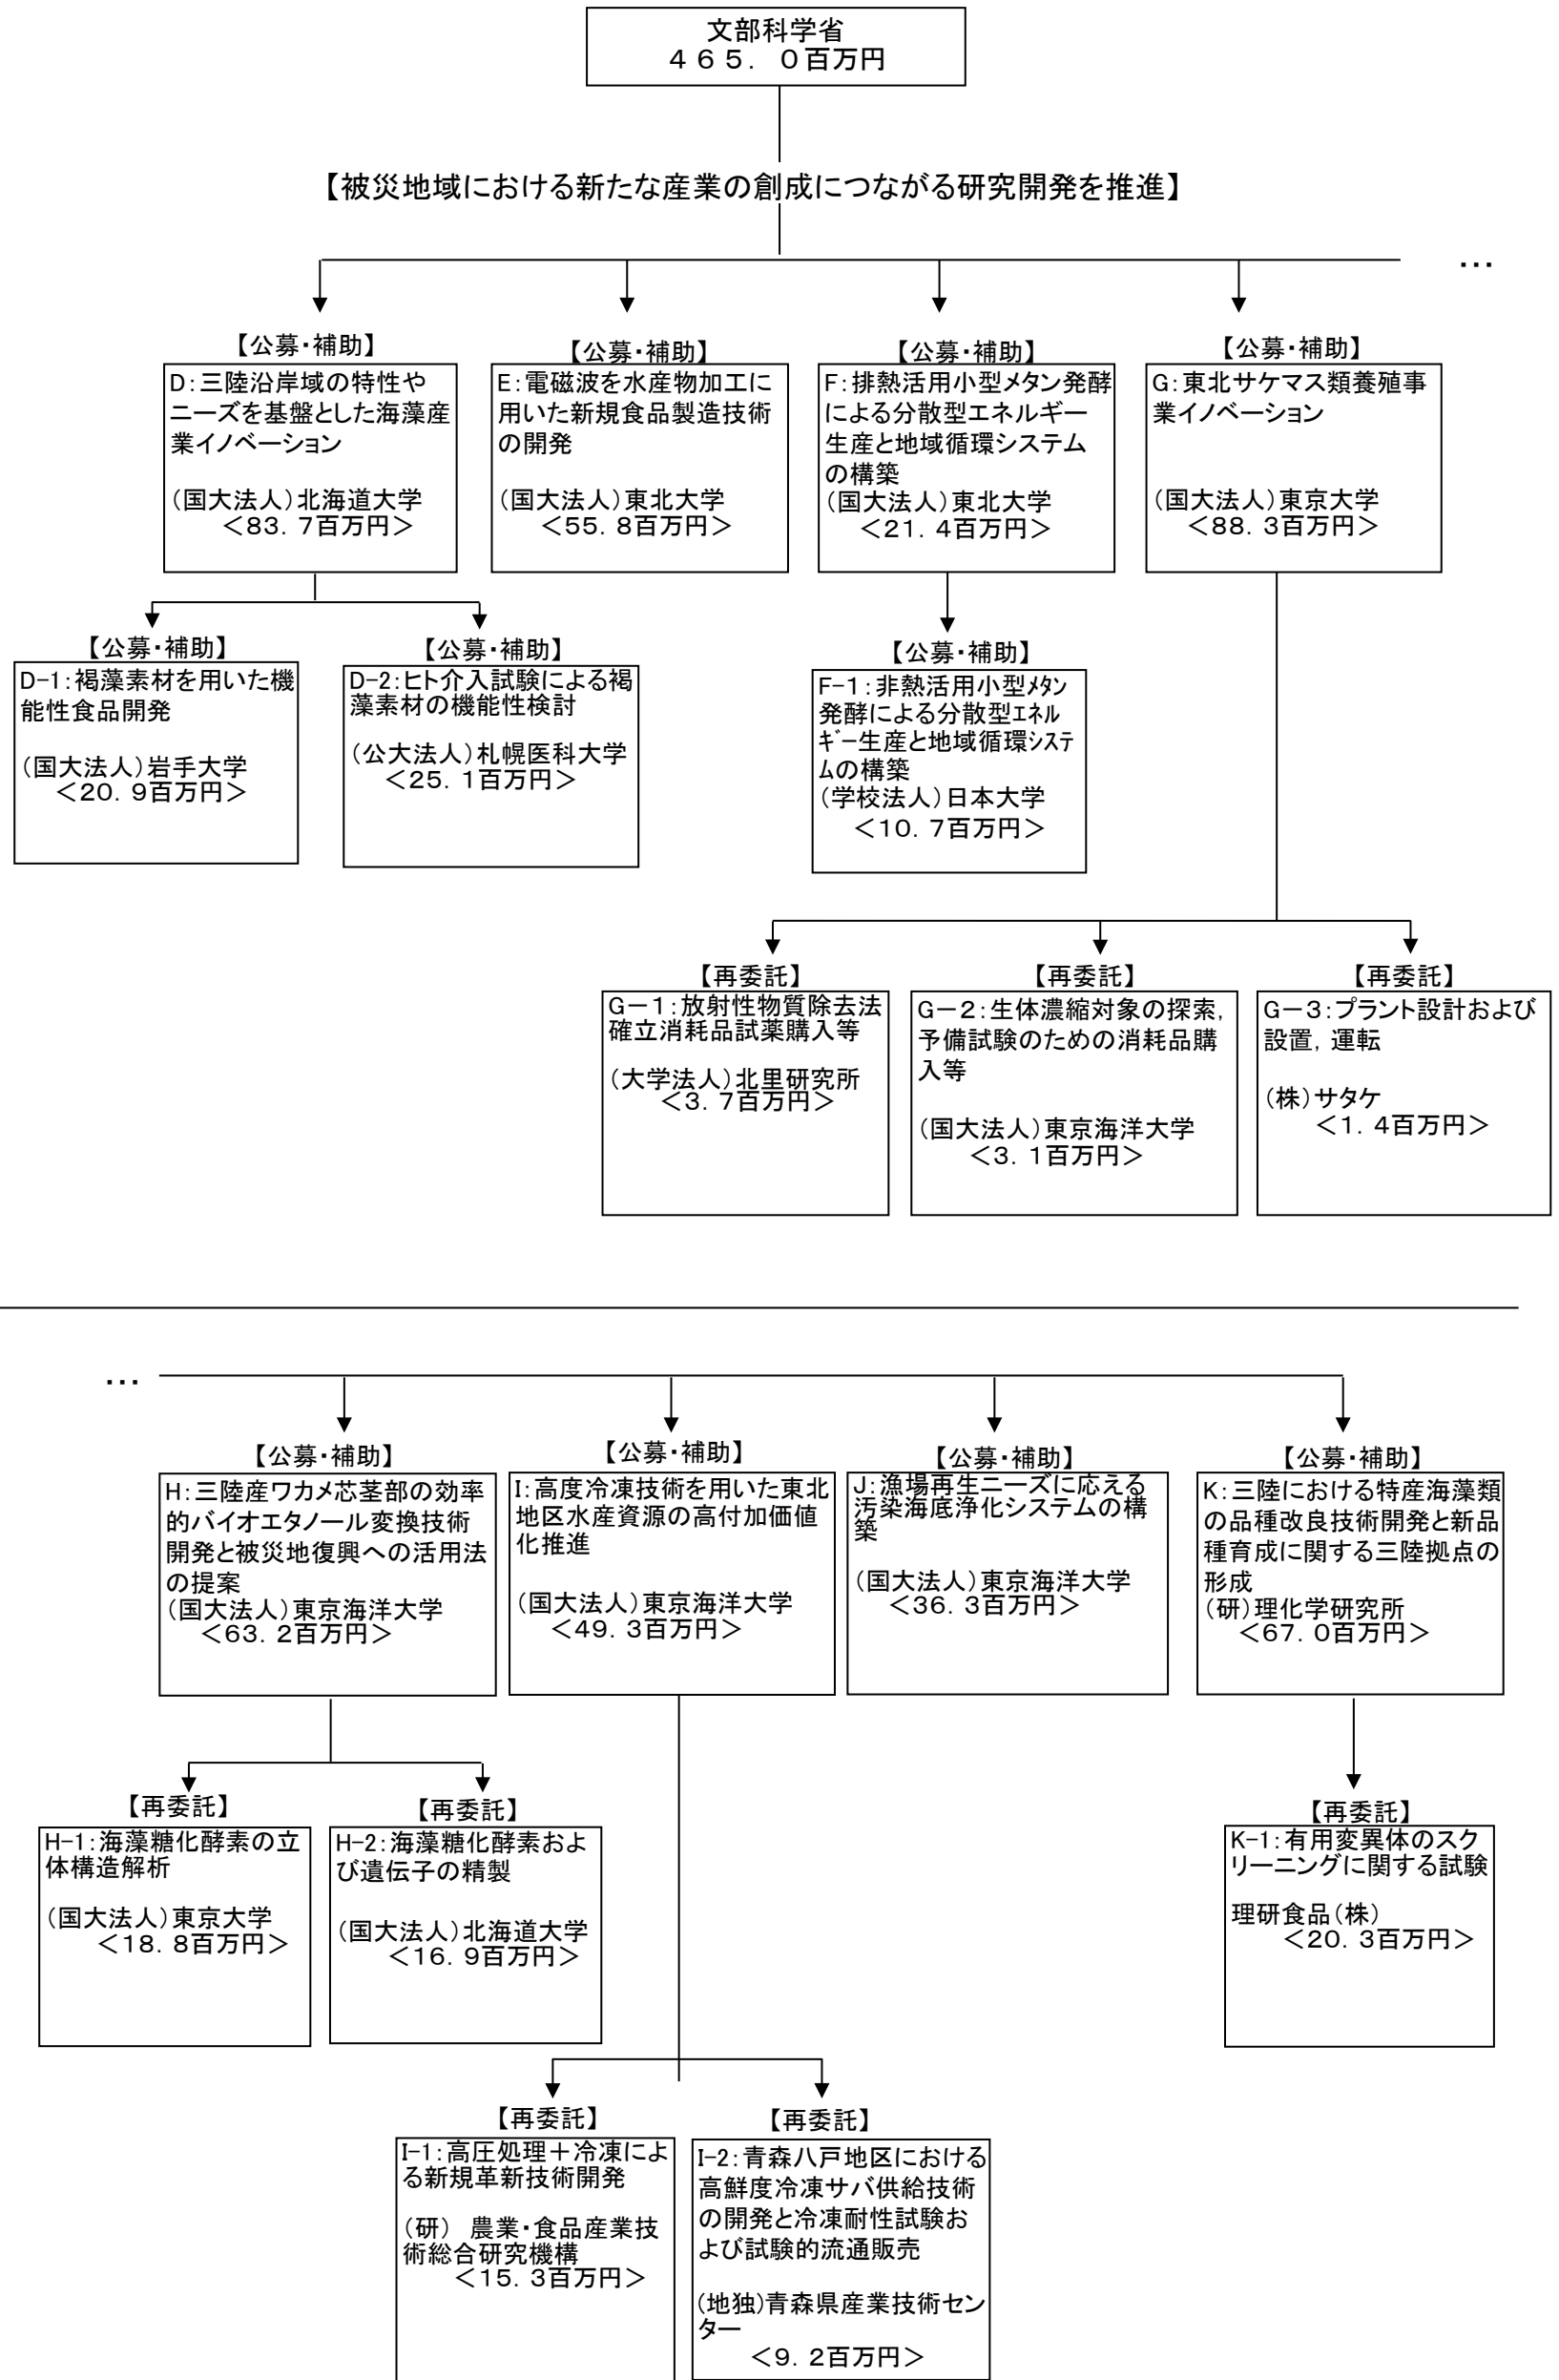 文部科学省
４６５．０百万円
【被災地域における新たな産業の創成につながる研究開発を推進】
…
【公募・補助】
D：三陸沿岸域の特性や
ニーズを基盤とした海藻産
業イノベーション
（国大法人）北海道大学
＜83．7百万円＞
【公募・補助】
E：電磁波を水産物加工に
用いた新規食品製造技術
の開発
（国大法人）東北大学
＜55．8百万円＞
【公募・補助】
F：排熱活用小型メタン発酵
による分散型エネルギー
生産と地域循環システム
の構築
（国大法人）東北大学
＜21．4百万円＞
【公募・補助】
G：東北サケマス類養殖事
業イノベーション
（国大法人）東京大学
＜88．3百万円＞
【公募・補助】
D-1：褐藻素材を用いた機
能性食品開発
（国大法人）岩手大学
＜20．9百万円＞
【公募・補助】
D-2：ヒト介入試験による褐
藻素材の機能性検討
（公大法人）札幌医科大学
＜25．1百万円＞
【公募・補助】
F-1：非熱活用小型ﾒﾀﾝ
発酵による分散型ｴﾈﾙ
ｷﾞｰ生産と地域循環ｼｽﾃ
ﾑの構築
（学校法人）日本大学
＜10．7百万円＞
【再委託】
G－1：放射性物質除去法
確立消耗品試薬購入等
（大学法人）北里研究所
＜3．7百万円＞
【再委託】
G－2：生体濃縮対象の探索，
予備試験のための消耗品購
入等
（国大法人）東京海洋大学
＜3．1百万円＞
【再委託】
G－3：プラント設計および
設置，運転
（株）サタケ
＜1．4百万円＞
…
【公募・補助】
H：三陸産ワカメ芯茎部の効率
的バイオエタノール変換技術
開発と被災地復興への活用法
の提案
（国大法人）東京海洋大学
＜63．2百万円＞
【公募・補助】
I：高度冷凍技術を用いた東北
地区水産資源の高付加価値
化推進
（国大法人）東京海洋大学
＜49．3百万円＞
【公募・補助】
J：漁場再生ニーズに応える
汚染海底浄化システムの構
築
（国大法人）東京海洋大学
＜36．3百万円＞
【公募・補助】
K：三陸における特産海藻類
の品種改良技術開発と新品
種育成に関する三陸拠点の
形成
（研）理化学研究所
＜67．0百万円＞
【再委託】
H-1：海藻糖化酵素の立
体構造解析
（国大法人）東京大学
＜18．8百万円＞
【再委託】
H-2：海藻糖化酵素およ
び遺伝子の精製
（国大法人）北海道大学
＜16．9百万円＞
【再委託】
K-1：有用変異体のスク
リーニングに関する試験
理研食品（株）
＜20．3百万円＞
【再委託】
I-1：高圧処理＋冷凍によ
る新規革新技術開発
（研） 農業・食品産業技
術総合研究機構
＜15．3百万円＞
【再委託】
I-2：青森八戸地区における
高鮮度冷凍サバ供給技術
の開発と冷凍耐性試験お
よび試験的流通販売
(地独)青森県産業技術セン
ター
＜9．2百万円＞